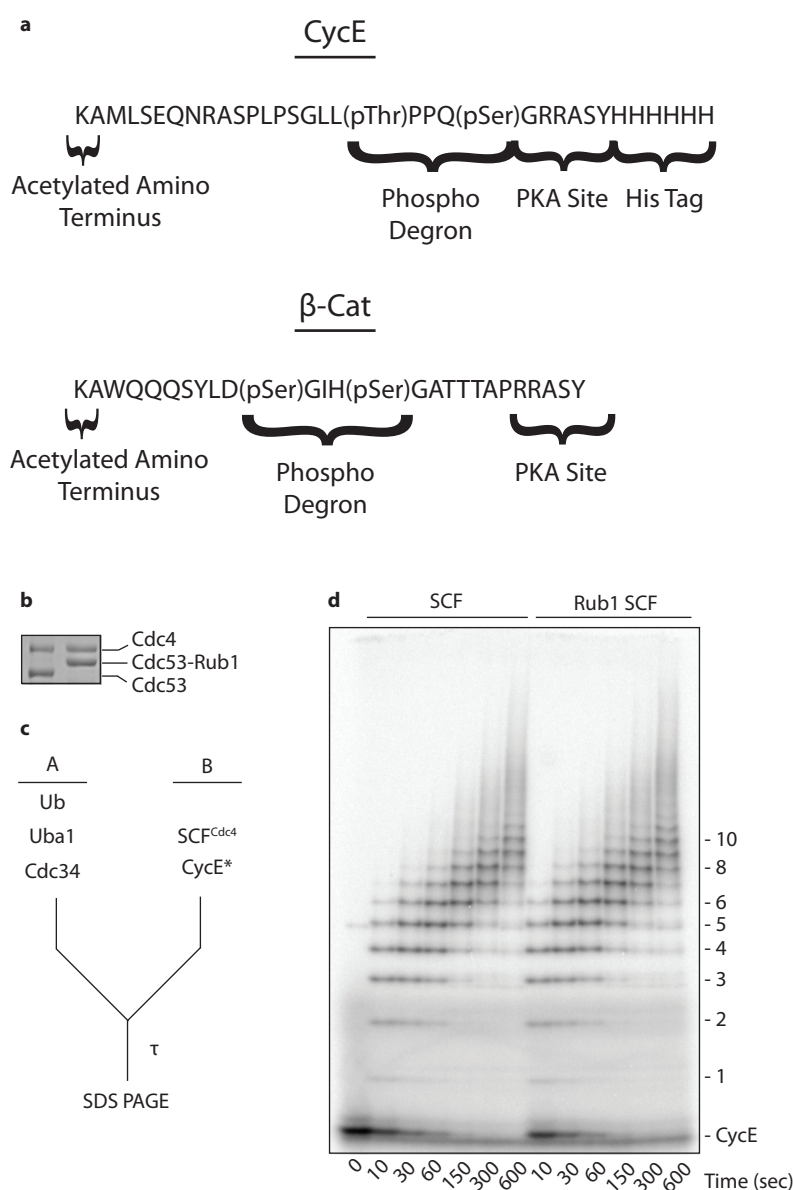 a
CycE
KAMLSEQNRASPLPSGLL(pThr)PPQ(pSer)GRRASYHHHHHH
Acetylated Amino
Terminus
Phospho
Degron
PKA Site
His Tag
β-Cat
KAWQQQSYLD(pSer)GIH(pSer)GATTTAPRRASY
Acetylated Amino
Terminus
Phospho
Degron
PKA Site
b
Cdc4
Cdc53-Rub1
Cdc53
c
A
B
Ub
Uba1
Cdc34
SCFCdc4
CycE*
τ
SDS PAGE
d
SCF
Rub1 SCF
- 10
- 8
- 6
- 5
- 4
- 3
- 2
- 1
- CycE
0 10 30 60 150 300 600 10 30 60 150 300 600 Time (sec)